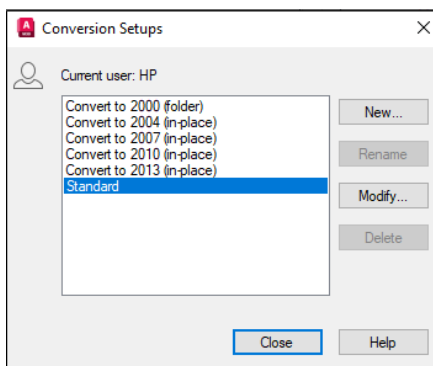 Conversion Setups
Current user: HP
Convert to 2000 (folder)
Convert to 2004 (in-place)
Convert to 2007 (in-place)
Convert to 2010 (in-place)
Convert to 2013 (in-place)
Standard
New...
Rename
Modify...
Delete
Close
Help